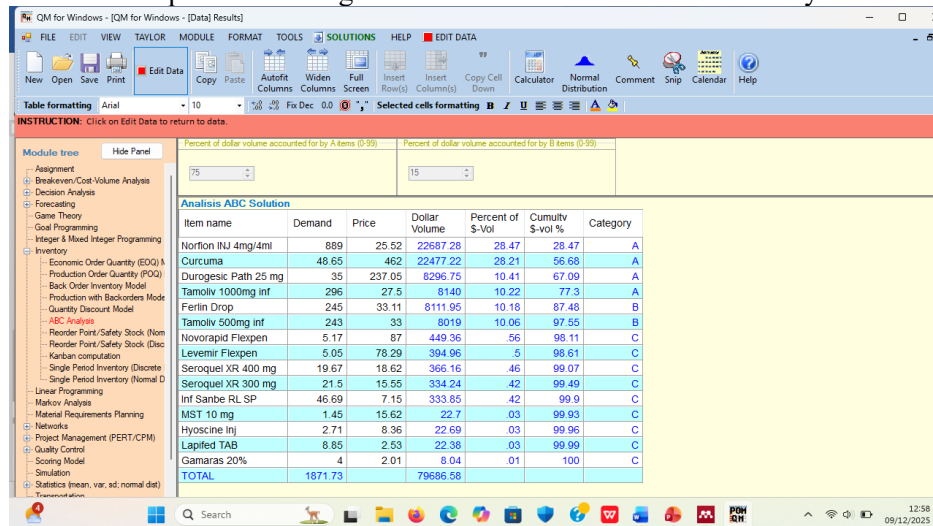 QM for Windows - [QM for Windows - [Data] Results]
FILE EDIT VIEW TAYLOR MODULE FORMAT TOOLS SOLUTIONS HELP EDIT DATA
New Open Save Print Edit Data Copy Paste Autofit Columns Widen Columns Full Screen Insert Row(s) Insert Column(s) Copy Cell Down Calculator Normal Distribution Comment Snip Calendar Help
Table formatting Arial 10 Fix Dec 0.0 Selected cells formatting B I U A
INSTRUCTION: Click on Edit Data to return to data.
Module tree Hide Panel
Assignment
Breakeven/Cost-Volume Analysis
Decision Analysis
Forecasting
Game Theory
Goal Programming
Integer & Mixed Integer Programming
Inventory
Economic Order Quantity (EOQ) M
Production Order Quantity (POQ)
Back Order Inventory Model
Production with Backorders Mode
Quantity Discount Model
ABC Analysis
Reorder Point/Safety Stock (Nom
Reorder Point/Safety Stock (Disc
Kanban computation
Single Period Inventory (Discrete
Single Period Inventory (Normal D
Linear Programming
Markov Analysis
Material Requirements Planning
Networks
Project Management (PERT/CPM)
Quality Control
Scoring Model
Simulation
Statistics (mean, var, sd; normal dist)
Transportation
Percent of dollar volume accounted for by A items (0-99) Percent of dollar volume accounted for by B items (0-99)
75 15
Analisis ABC Solution
Item name Demand Price Dollar Volume Percent of $-Vol Cumultv $-vol % Category
Norfion INJ 4mg/4ml 889 25.52 22687.28 28.47 28.47 A
Curcuma 48.65 462 22477.22 28.21 56.68 A
Durogesic Path 25 mg 35 237.05 8296.75 10.41 67.09 A
Tamoliv 1000mg inf 296 27.5 8140 10.22 77.3 A
Ferlin Drop 245 33.11 8111.95 10.18 87.48 B
Tamoliv 500mg inf 243 33 8019 10.06 97.55 B
Novorapid Flexpen 5.17 87 449.36 .56 98.11 C
Levemir Flexpen 5.05 78.29 394.96 .5 98.61 C
Seroquel XR 400 mg 19.67 18.62 366.16 .46 99.07 C
Seroquel XR 300 mg 21.5 15.55 334.24 .42 99.49 C
Inf Sanbe RL SP 46.69 7.15 333.85 .42 99.9 C
MST 10 mg 1.45 15.62 22.7 .03 99.93 C
Hyoscine Inj 2.71 8.36 22.69 .03 99.96 C
Lapifed TAB 8.85 2.53 22.38 .03 99.99 C
Gamaras 20% 4 2.01 8.04 .01 100 C
TOTAL 1871.73 79686.58
Search
12:58
09/12/2025